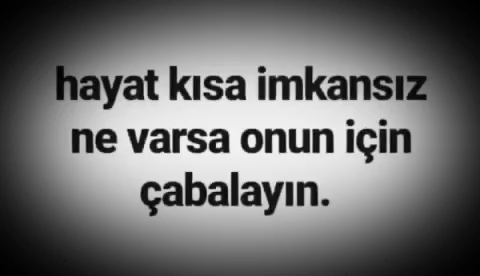 hayat kısa imkansız
ne varsa onun için
çabalayın.